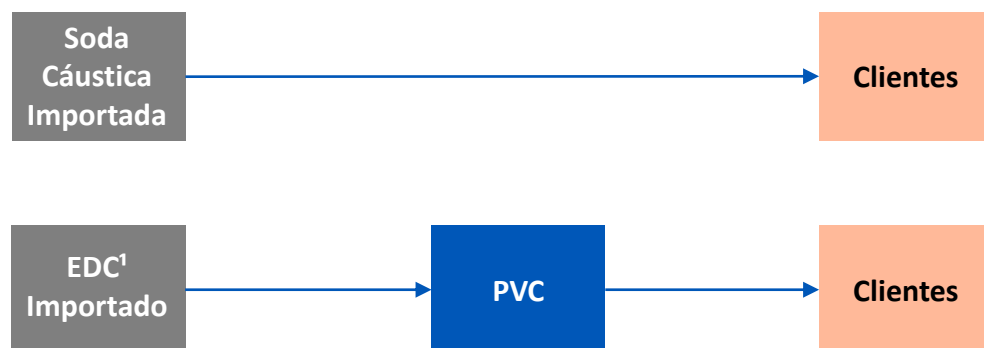 Soda
Cáustica
Importada
Clientes
EDC¹
Importado
PVC
Clientes